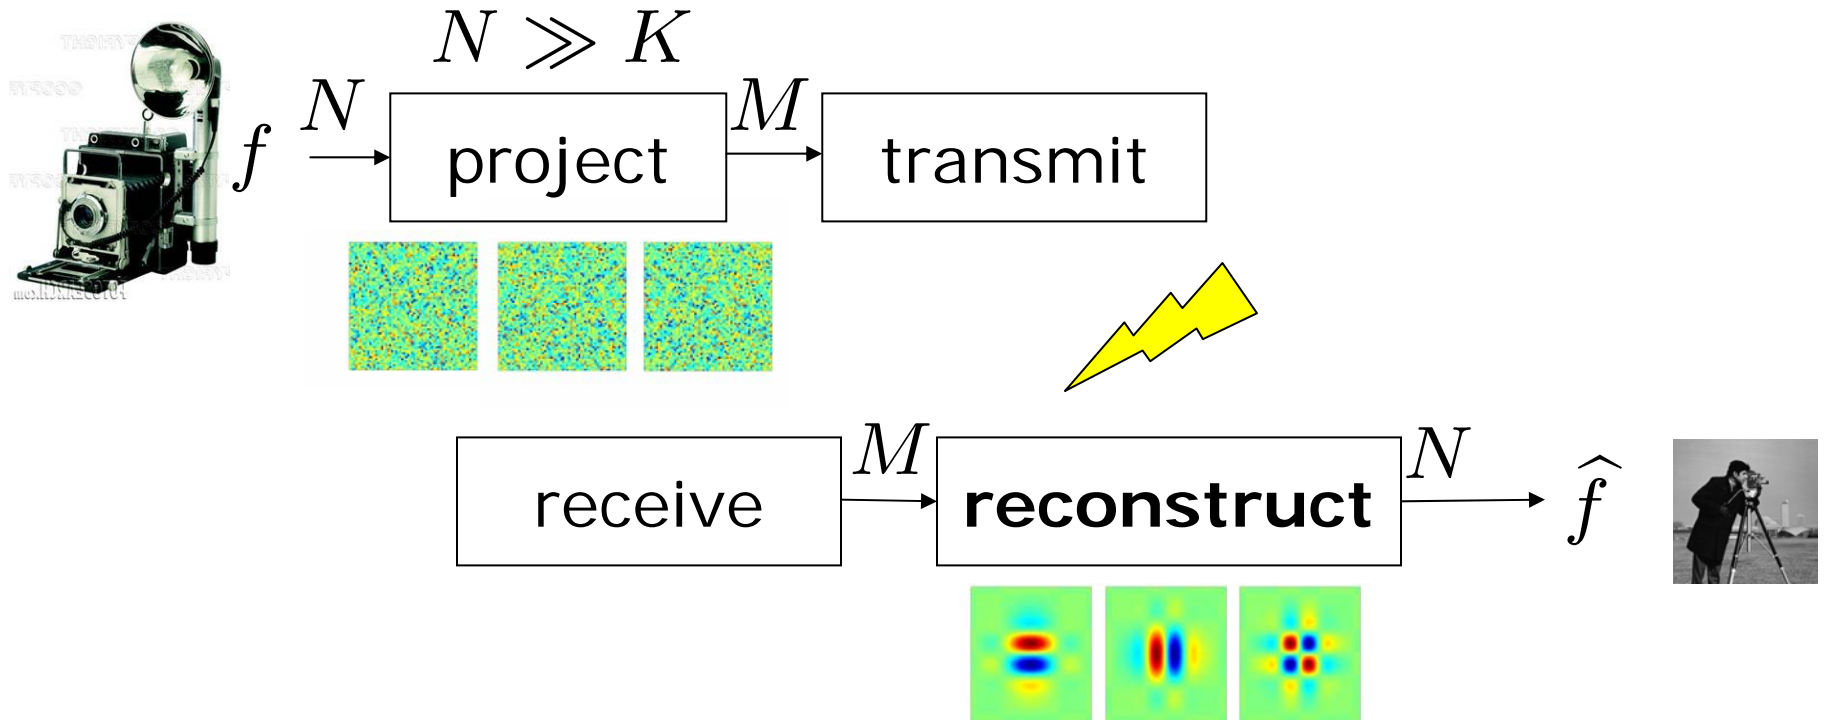 N ≫ K
f N project M transmit
receive M reconstruct N f̂